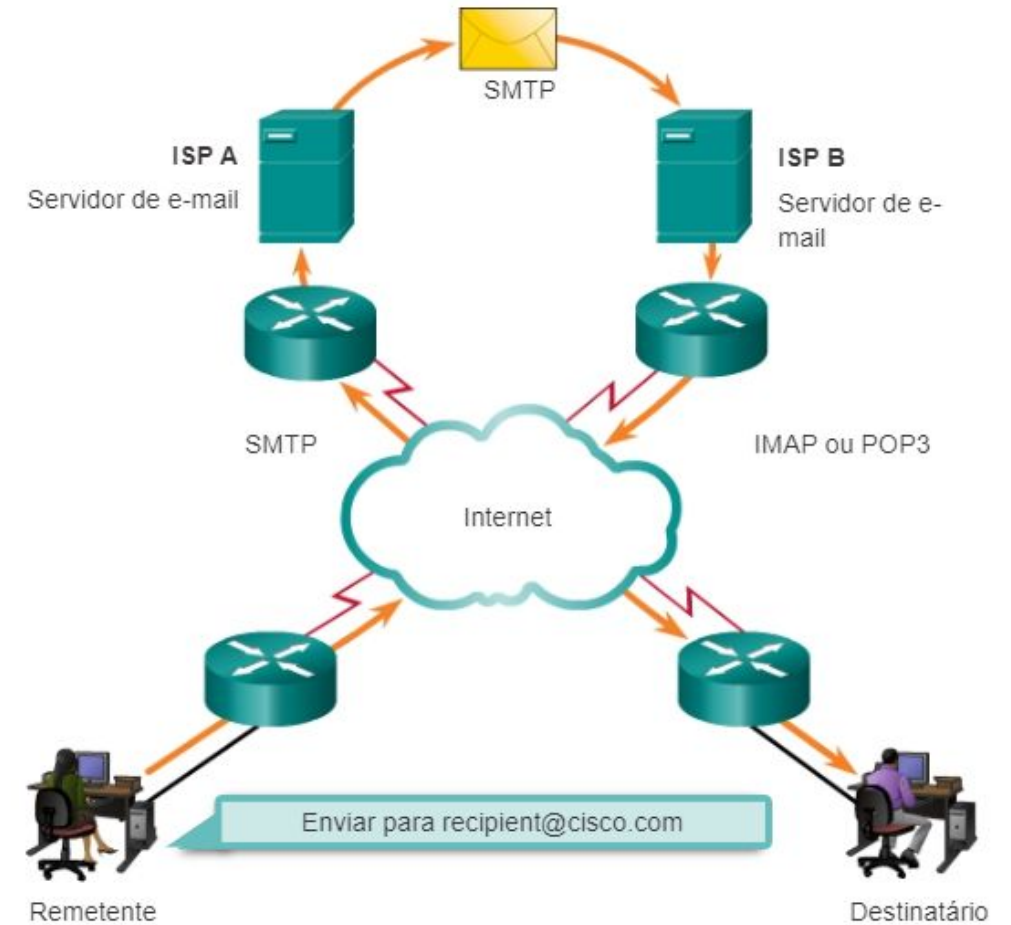 SMTP
ISP A
Servidor de e-mail
ISP B
Servidor de e-
mail
SMTP
IMAP ou POP3
Internet
Enviar para recipient@cisco.com
Remetente
Destinatário